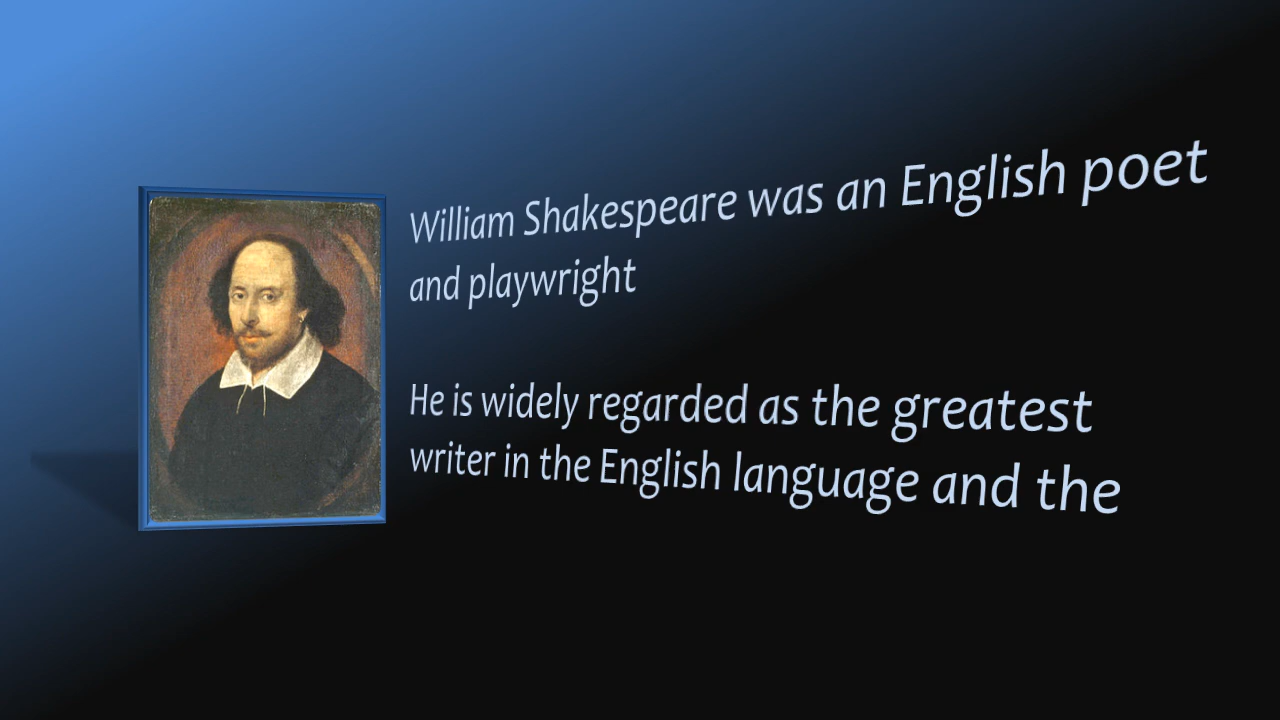 William Shakespeare was an English poet
and playwright
He is widely regarded as the greatest
writer in the English language and the